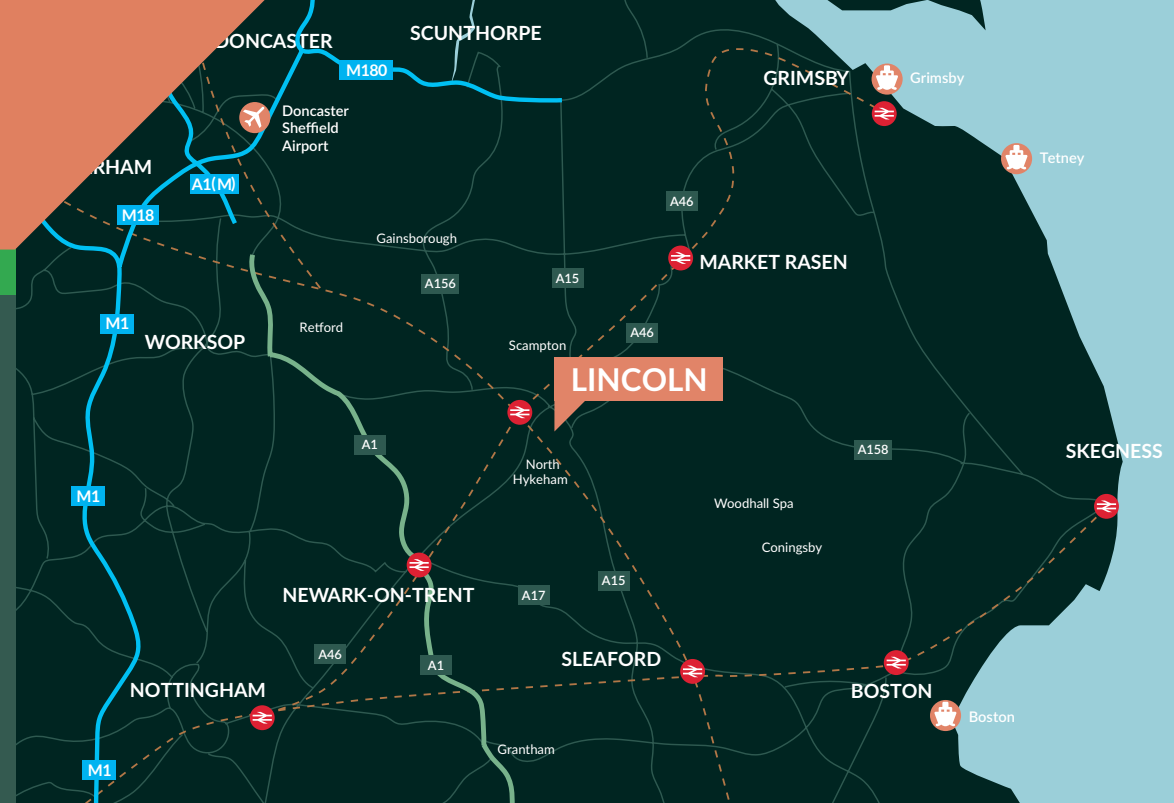 DONCASTER
SCUNTHORPE
M180
GRIMSBY
Grimsby
Doncaster
Sheffield
Airport
Tetney
RHAM
A1(M)
M18
A46
Gainsborough
MARKET RASEN
A156
A15
M1
Retford
A46
WORKSOP
Scampton
LINCOLN
A1
A158
SKEGNESS
North
Hykeham
M1
Woodhall Spa
Coningsby
A15
NEWARK-ON-TRENT
A17
A46
A1
SLEAFORD
NOTTINGHAM
BOSTON
Boston
Grantham
M1